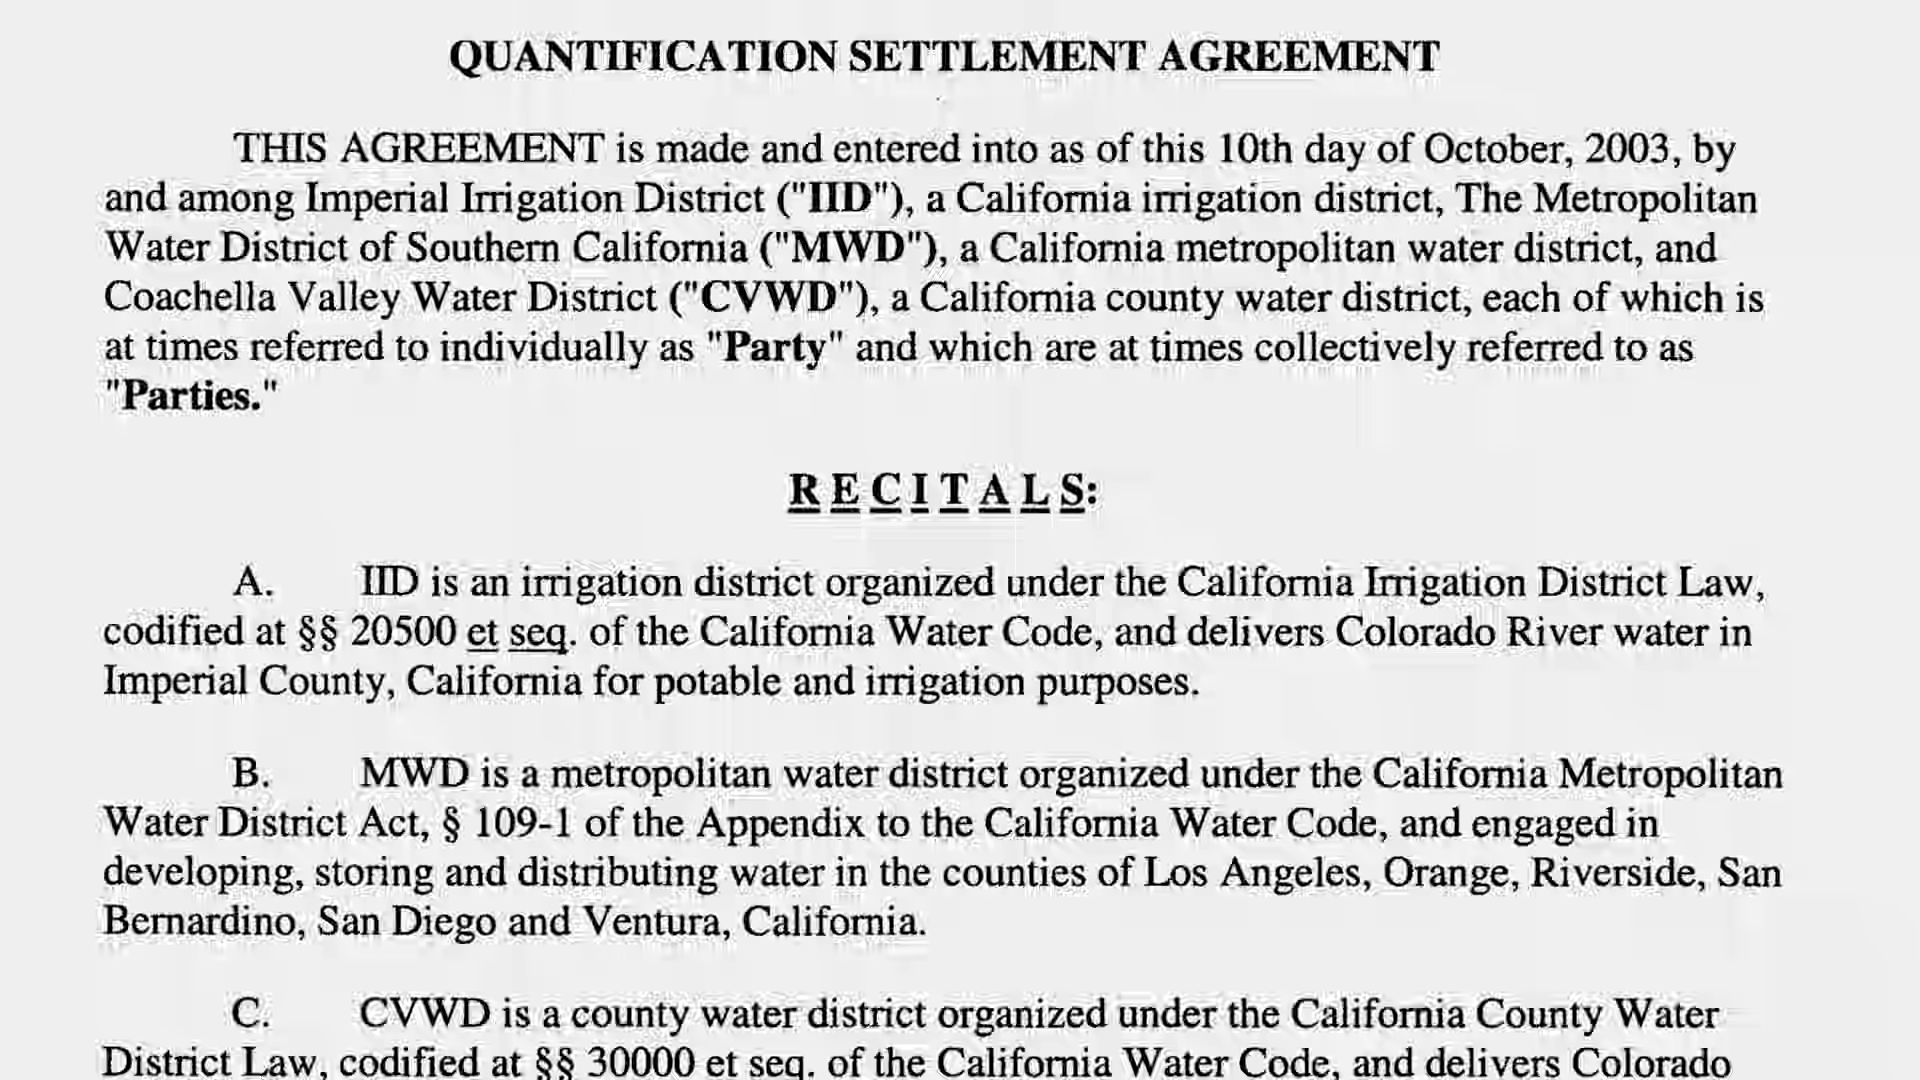 QUANTIFICATION SETTLEMENT AGREEMENT
THIS AGREEMENT is made and entered into as of this 10th day of October, 2003, by
and among Imperial Irrigation District ("IID"), a California irrigation district, The Metropolitan
Water District of Southern California ("MWD"), a California metropolitan water district, and
Coachella Valley Water District ("CVWD"), a California county water district, each of which is
at times referred to individually as "Party" and which are at times collectively referred to as
"Parties."
R E C I T A L S:
A. IID is an irrigation district organized under the California Irrigation District Law,
codified at §§ 20500 et seq. of the California Water Code, and delivers Colorado River water in
Imperial County, California for potable and irrigation purposes.
B. MWD is a metropolitan water district organized under the California Metropolitan
Water District Act, § 109-1 of the Appendix to the California Water Code, and engaged in
developing, storing and distributing water in the counties of Los Angeles, Orange, Riverside, San
Bernardino, San Diego and Ventura, California.
C. CVWD is a county water district organized under the California County Water
District Law, codified at §§ 30000 et seq. of the California Water Code, and delivers Colorado